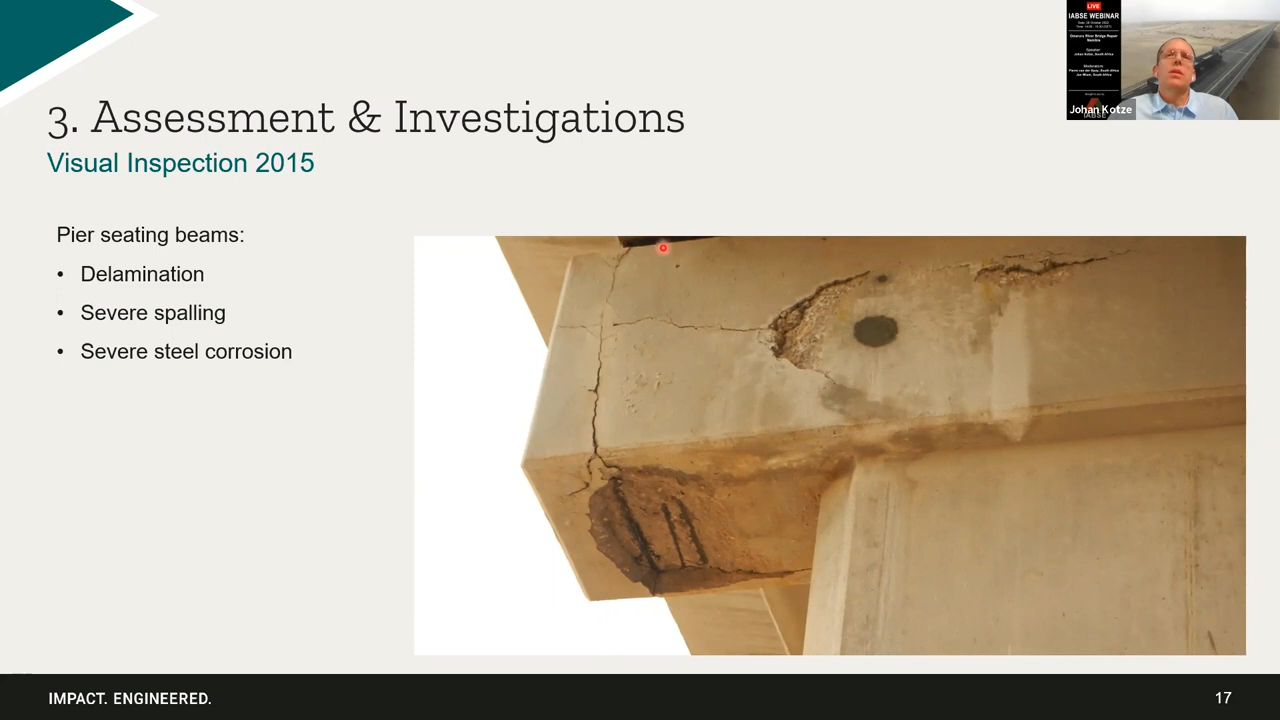 LIVE
IABSE WEBINAR
Johan Kotze
IABSE
3. Assessment & Investigations
Visual Inspection 2015
Pier seating beams:
• Delamination
• Severe spalling
• Severe steel corrosion
IMPACT. ENGINEERED.
17